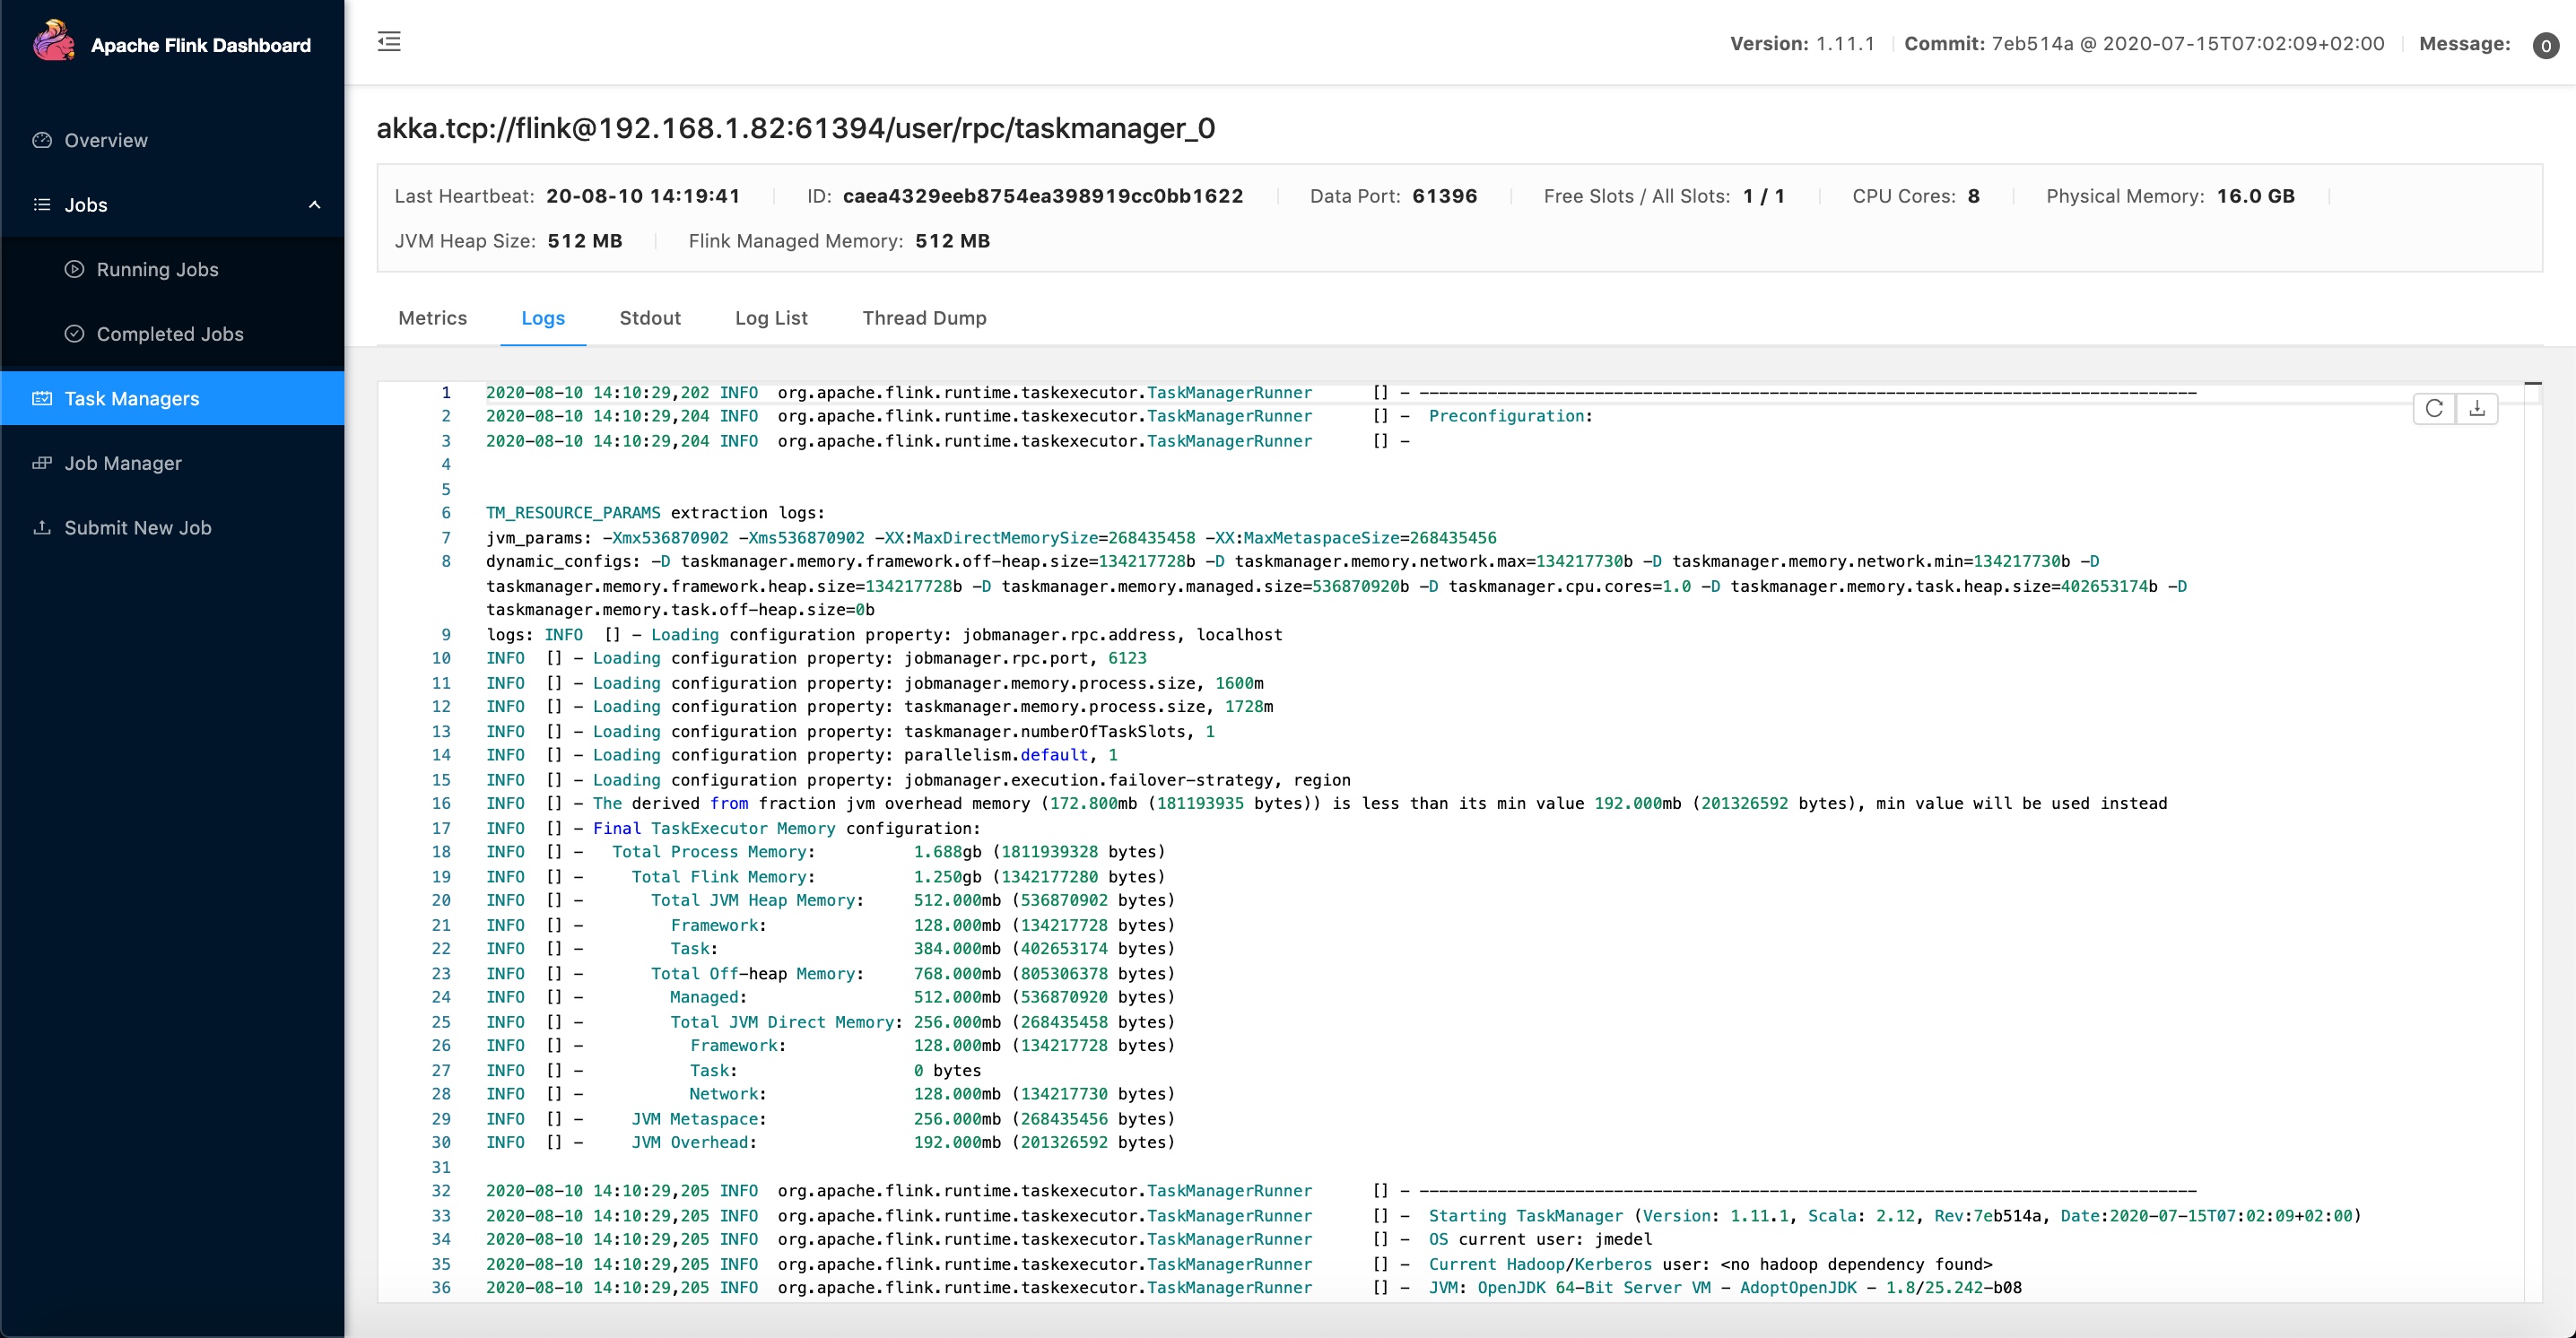 Apache Flink Dashboard
Version: 1.11.1 Commit: 7eb514a @ 2020-07-15T07:02:09+02:00 Message: 0
Overview
Jobs
Running Jobs
Completed Jobs
Task Managers
Job Manager
Submit New Job
akka.tcp://flink@192.168.1.82:61394/user/rpc/taskmanager_0
Last Heartbeat: 20-08-10 14:19:41 ID: caea4329eeb8754ea398919cc0bb1622 Data Port: 61396 Free Slots / All Slots: 1 / 1 CPU Cores: 8 Physical Memory: 16.0 GB
JVM Heap Size: 512 MB Flink Managed Memory: 512 MB
Metrics Logs Stdout Log List Thread Dump
1 2020-08-10 14:10:29,202 INFO  org.apache.flink.runtime.taskexecutor.TaskManagerRunner [] - --------------------------------------------------------------------------------
2 2020-08-10 14:10:29,204 INFO  org.apache.flink.runtime.taskexecutor.TaskManagerRunner [] -  Preconfiguration:
3 2020-08-10 14:10:29,204 INFO  org.apache.flink.runtime.taskexecutor.TaskManagerRunner [] -
4
5
6 TM_RESOURCE_PARAMS extraction logs:
7 jvm_params: -Xmx536870902 -Xms536870902 -XX:MaxDirectMemorySize=268435458 -XX:MaxMetaspaceSize=268435456
8 dynamic_configs: -D taskmanager.memory.framework.off-heap.size=134217728b -D taskmanager.memory.network.max=134217730b -D taskmanager.memory.network.min=134217730b -D
taskmanager.memory.framework.heap.size=134217728b -D taskmanager.memory.managed.size=536870920b -D taskmanager.cpu.cores=1.0 -D taskmanager.memory.task.heap.size=402653174b -D
taskmanager.memory.task.off-heap.size=0b
9 logs: INFO  [] - Loading configuration property: jobmanager.rpc.address, localhost
10 INFO  [] - Loading configuration property: jobmanager.rpc.port, 6123
11 INFO  [] - Loading configuration property: jobmanager.memory.process.size, 1600m
12 INFO  [] - Loading configuration property: taskmanager.memory.process.size, 1728m
13 INFO  [] - Loading configuration property: taskmanager.numberOfTaskSlots, 1
14 INFO  [] - Loading configuration property: parallelism.default, 1
15 INFO  [] - Loading configuration property: jobmanager.execution.failover-strategy, region
16 INFO  [] - The derived from fraction jvm overhead memory (172.800mb (181193935 bytes)) is less than its min value 192.000mb (201326592 bytes), min value will be used instead
17 INFO  [] - Final TaskExecutor Memory configuration:
18 INFO  [] -   Total Process Memory: 1.688gb (1811939328 bytes)
19 INFO  [] -     Total Flink Memory: 1.250gb (1342177280 bytes)
20 INFO  [] -       Total JVM Heap Memory: 512.000mb (536870902 bytes)
21 INFO  [] -         Framework: 128.000mb (134217728 bytes)
22 INFO  [] -         Task: 384.000mb (402653174 bytes)
23 INFO  [] -       Total Off-heap Memory: 768.000mb (805306378 bytes)
24 INFO  [] -         Managed: 512.000mb (536870920 bytes)
25 INFO  [] -         Total JVM Direct Memory: 256.000mb (268435458 bytes)
26 INFO  [] -           Framework: 128.000mb (134217728 bytes)
27 INFO  [] -           Task: 0 bytes
28 INFO  [] -           Network: 128.000mb (134217730 bytes)
29 INFO  [] -     JVM Metaspace: 256.000mb (268435456 bytes)
30 INFO  [] -     JVM Overhead: 192.000mb (201326592 bytes)
31
32 2020-08-10 14:10:29,205 INFO  org.apache.flink.runtime.taskexecutor.TaskManagerRunner [] - --------------------------------------------------------------------------------
33 2020-08-10 14:10:29,205 INFO  org.apache.flink.runtime.taskexecutor.TaskManagerRunner [] -  Starting TaskManager (Version: 1.11.1, Scala: 2.12, Rev:7eb514a, Date:2020-07-15T07:02:09+02:00)
34 2020-08-10 14:10:29,205 INFO  org.apache.flink.runtime.taskexecutor.TaskManagerRunner [] -  OS current user: jmedel
35 2020-08-10 14:10:29,205 INFO  org.apache.flink.runtime.taskexecutor.TaskManagerRunner [] -  Current Hadoop/Kerberos user: <no hadoop dependency found>
36 2020-08-10 14:10:29,205 INFO  org.apache.flink.runtime.taskexecutor.TaskManagerRunner [] -  JVM: OpenJDK 64-Bit Server VM - AdoptOpenJDK - 1.8/25.242-b08